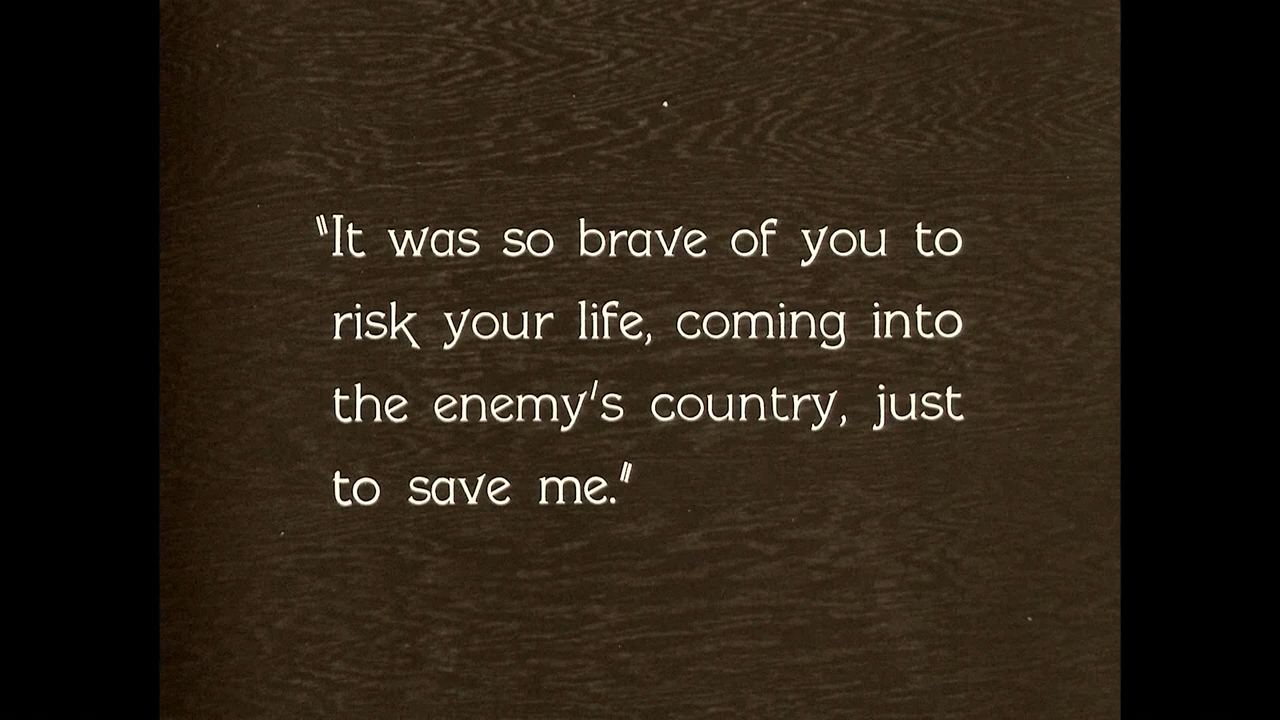 "It was so brave of you to
risk your life, coming into
the enemy's country, just
to save me."